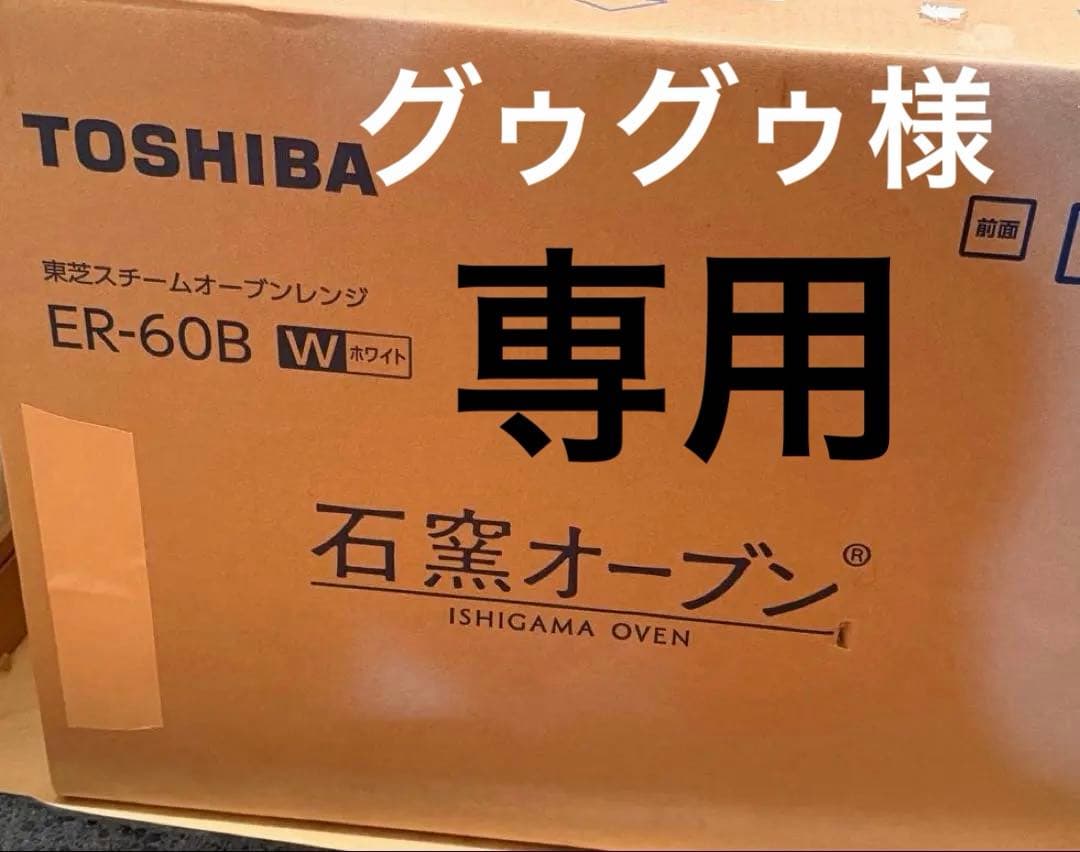 グゥグゥ様
専用
TOSHIBA
前面
東芝スチームオーブンレンジ
ER-60B W ホワイト
石窯オーブン®
ISHIGAMA OVEN